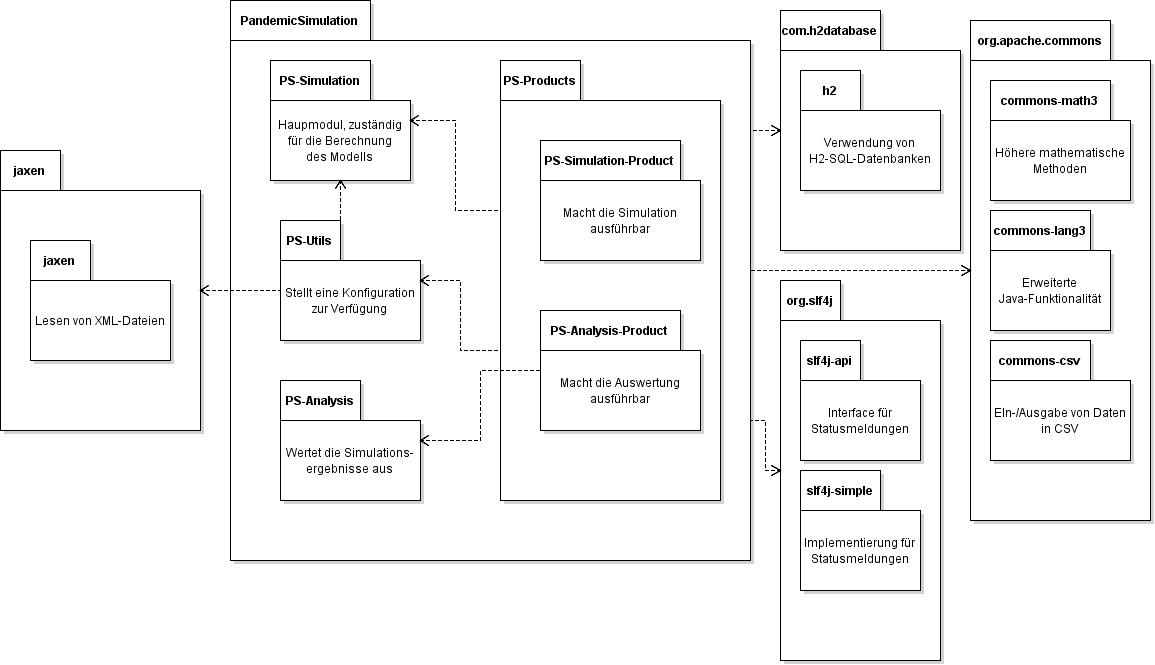 PandemicSimulation
PS-Simulation
Haupmodul, zuständig
für die Berechnung
des Modells
PS-Utils
Stellt eine Konfiguration
zur Verfügung
PS-Analysis
Wertet die Simulations-
ergebnisse aus
PS-Products
PS-Simulation-Product
Macht die Simulation
ausführbar
PS-Analysis-Product
Macht die Auswertung
ausführbar
jaxen
jaxen
Lesen von XML-Dateien
com.h2database
h2
Verwendung von
H2-SQL-Datenbanken
org.slf4j
slf4j-api
Interface für
Statusmeldungen
slf4j-simple
Implementierung für
Statusmeldungen
org.apache.commons
commons-math3
Höhere mathematische
Methoden
commons-lang3
Erweiterte
Java-Funktionalität
commons-csv
EIn-/Ausgabe von Daten
in CSV